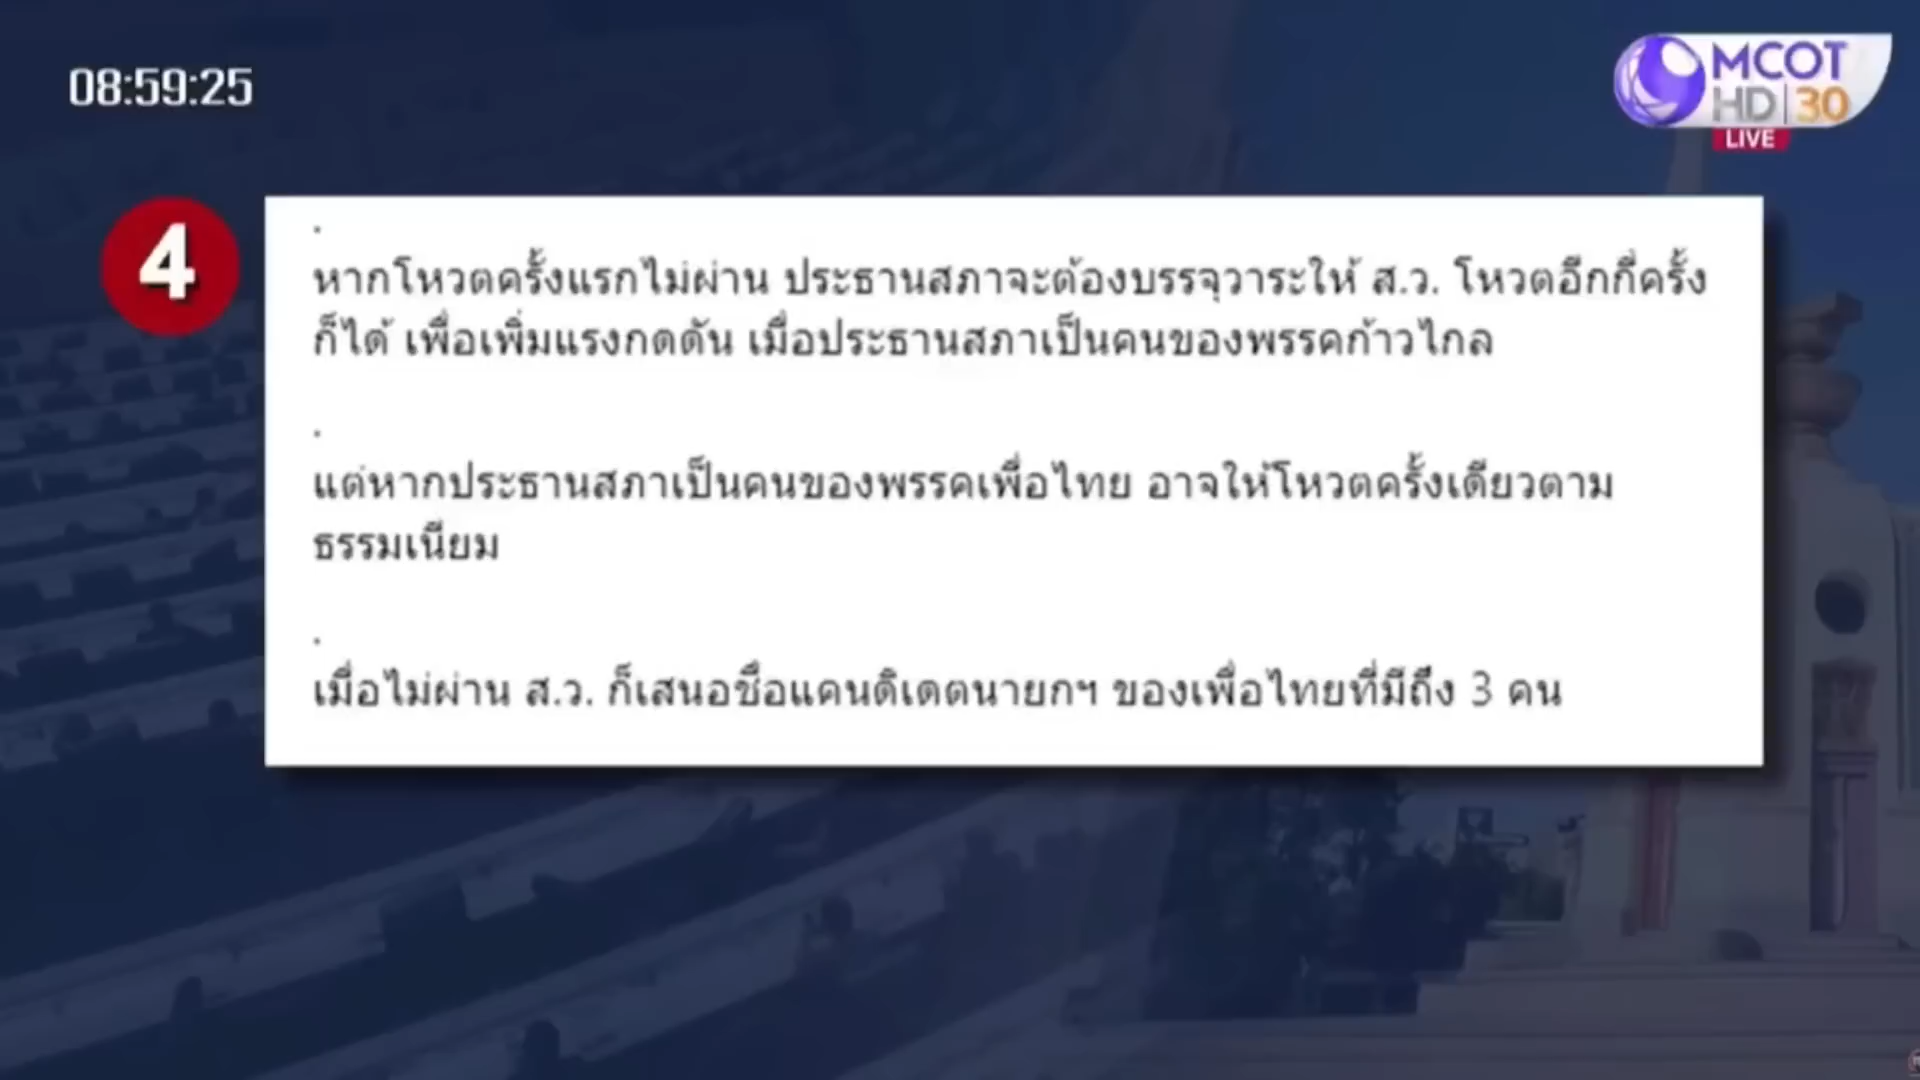 08:59:25
MCOT
HD 30
LIVE
4
.
หากโหวตครั้งแรกไม่ผ่าน ประธานสภาจะต้องบรรจุวาระให้ ส.ว. โหวตอีกกี่ครั้ง
ก็ได้ เพื่อเพิ่มแรงกดดัน เมื่อประธานสภาเป็นคนของพรรคก้าวไกล
.
แต่หากประธานสภาเป็นคนของพรรคเพื่อไทย อาจให้โหวตครั้งเดียวตาม
ธรรมเนียม
.
เมื่อไม่ผ่าน ส.ว. ก็เสนอชื่อแคนดิเดตนายกฯ ของเพื่อไทยที่มีถึง 3 คน